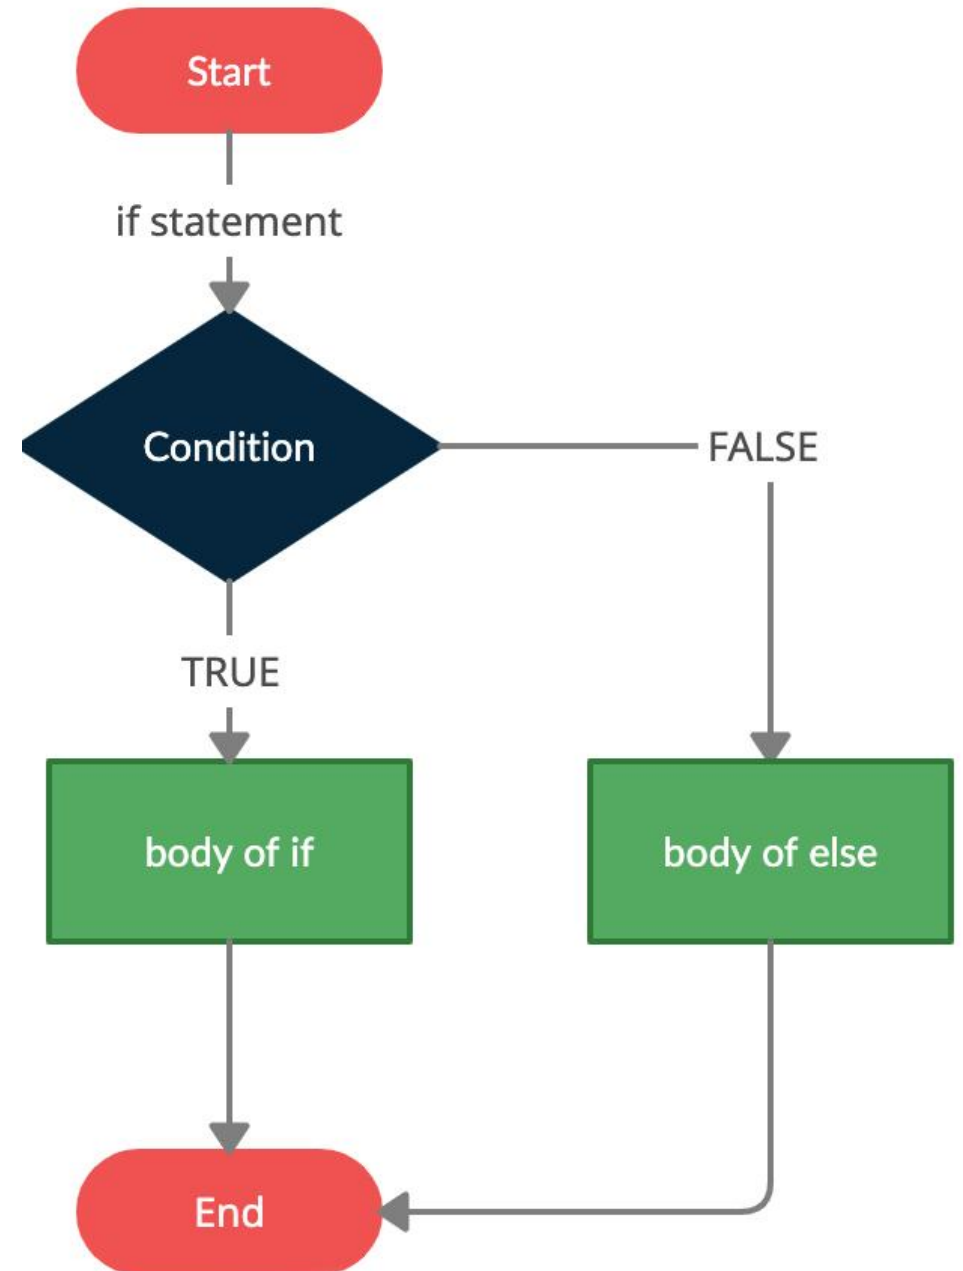 Start
if statement
Condition
FALSE
TRUE
body of if
body of else
End